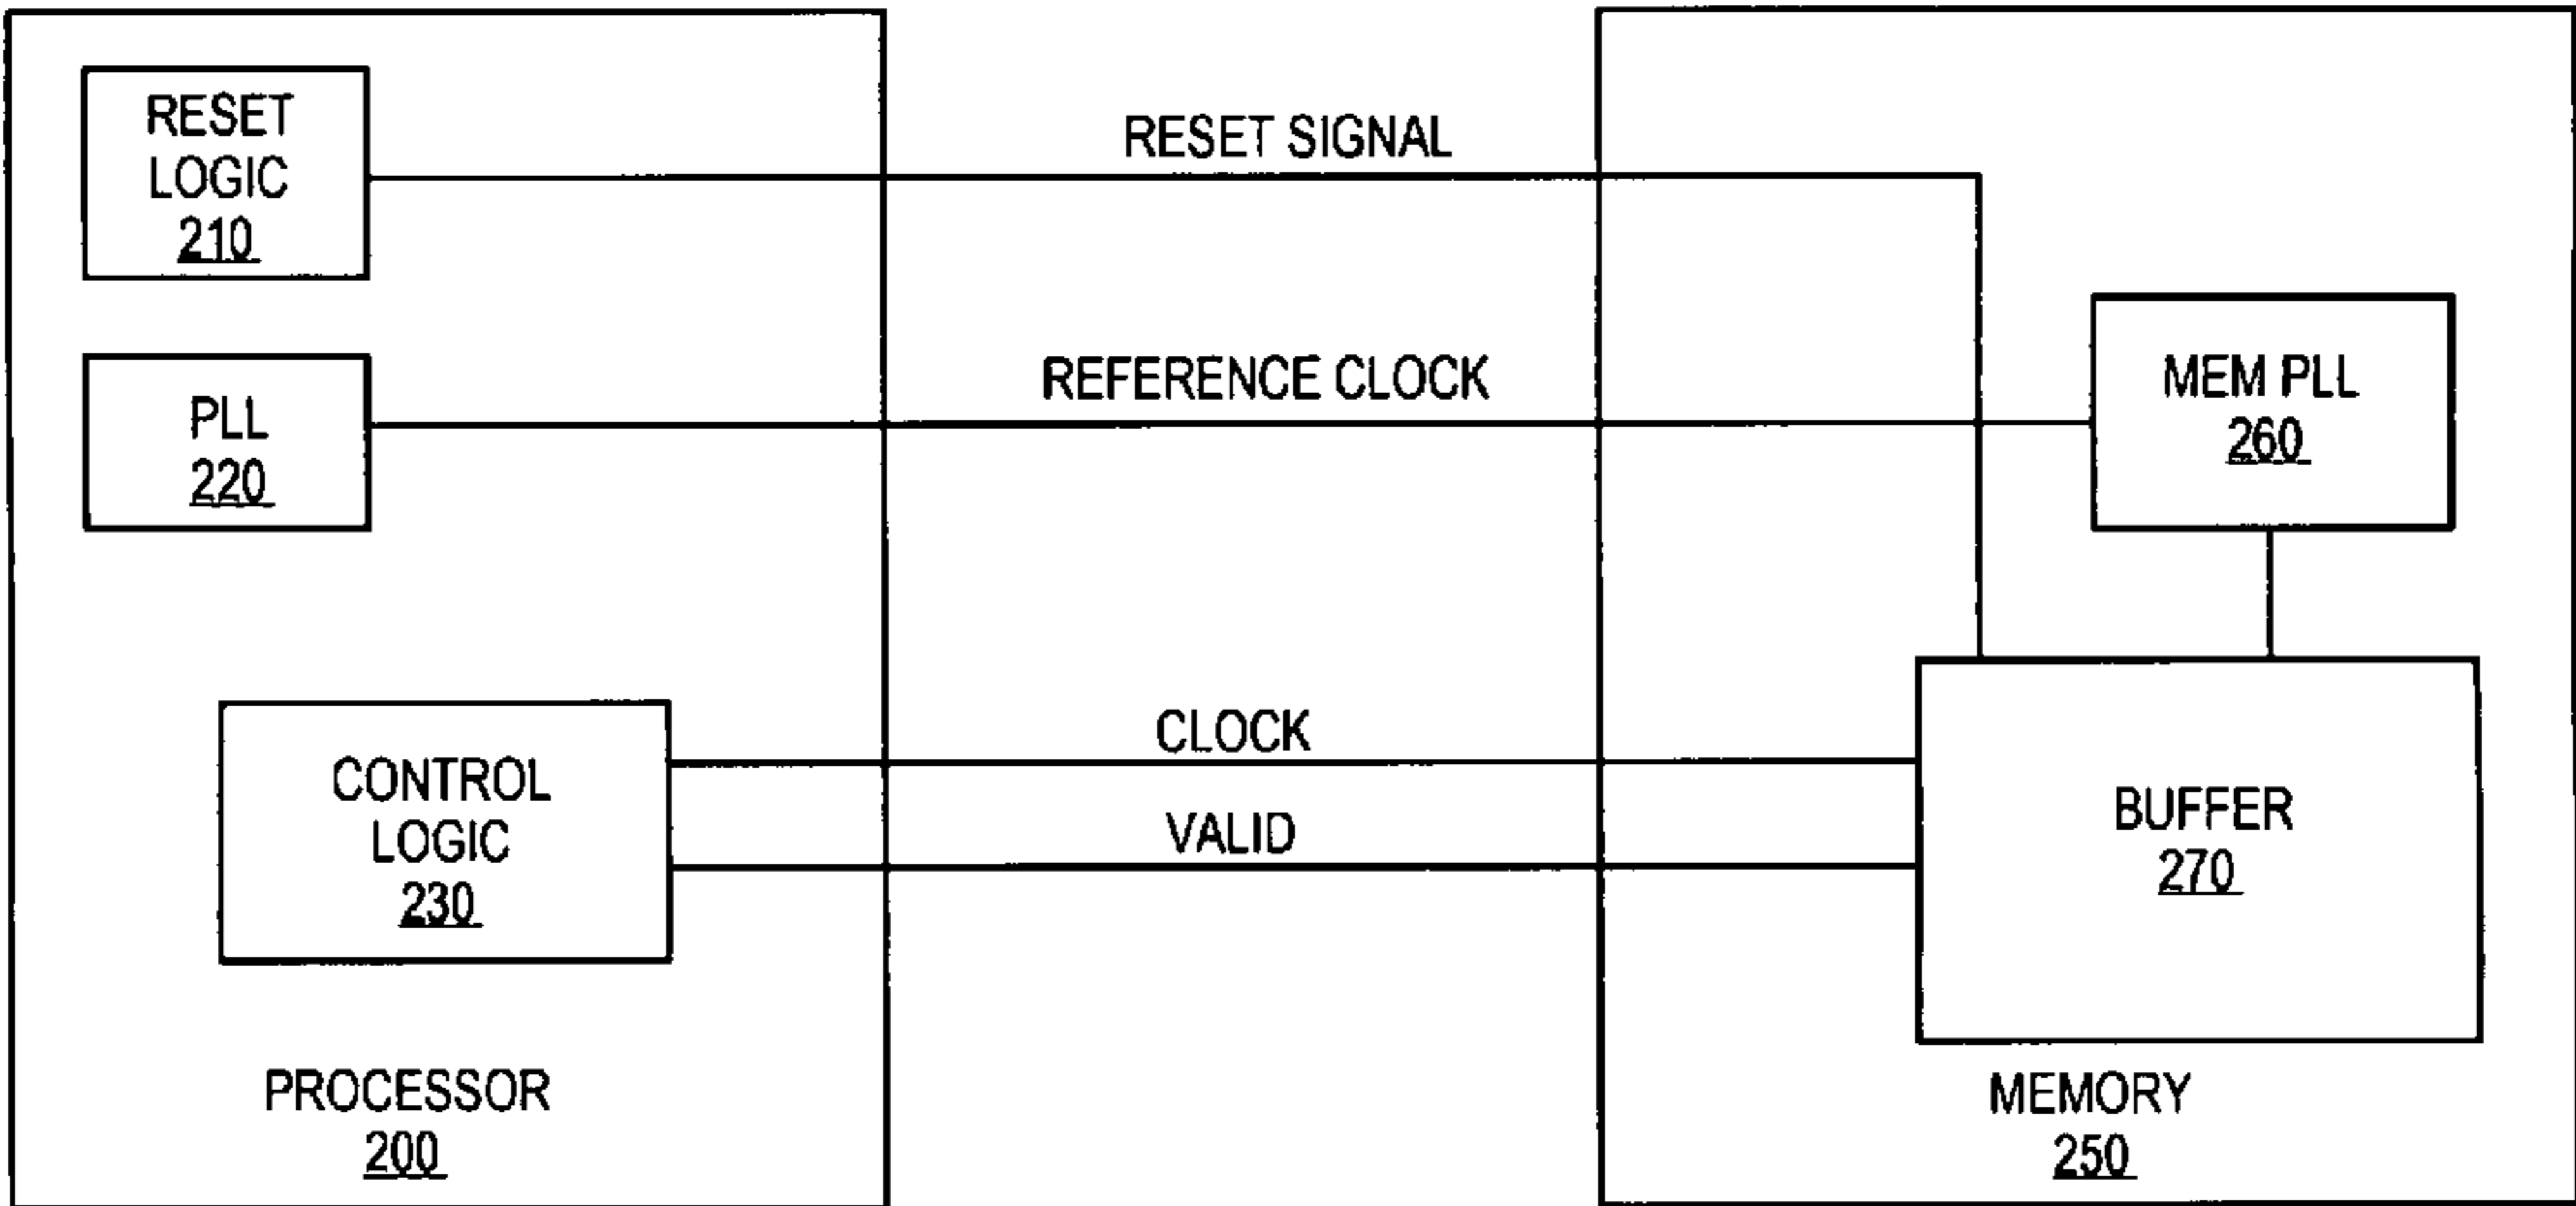 RESET
LOGIC
210
RESET SIGNAL
PLL
220
REFERENCE CLOCK
MEM PLL
260
CONTROL
LOGIC
230
CLOCK
VALID
BUFFER
270
PROCESSOR
200
MEMORY
250